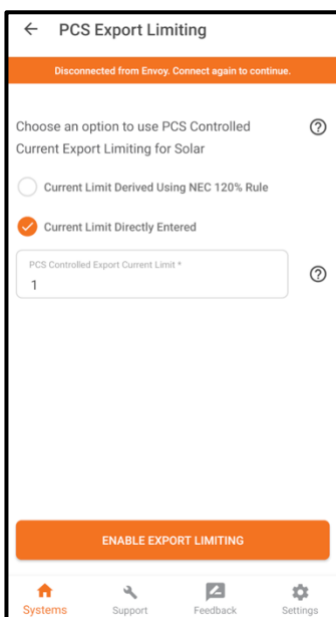 PCS Export Limiting
Disconnected from Envoy. Connect again to continue.
Choose an option to use PCS Controlled
Current Export Limiting for Solar
Current Limit Derived Using NEC 120% Rule
Current Limit Directly Entered
PCS Controlled Export Current Limit *
1
ENABLE EXPORT LIMITING
Systems Support Feedback Settings